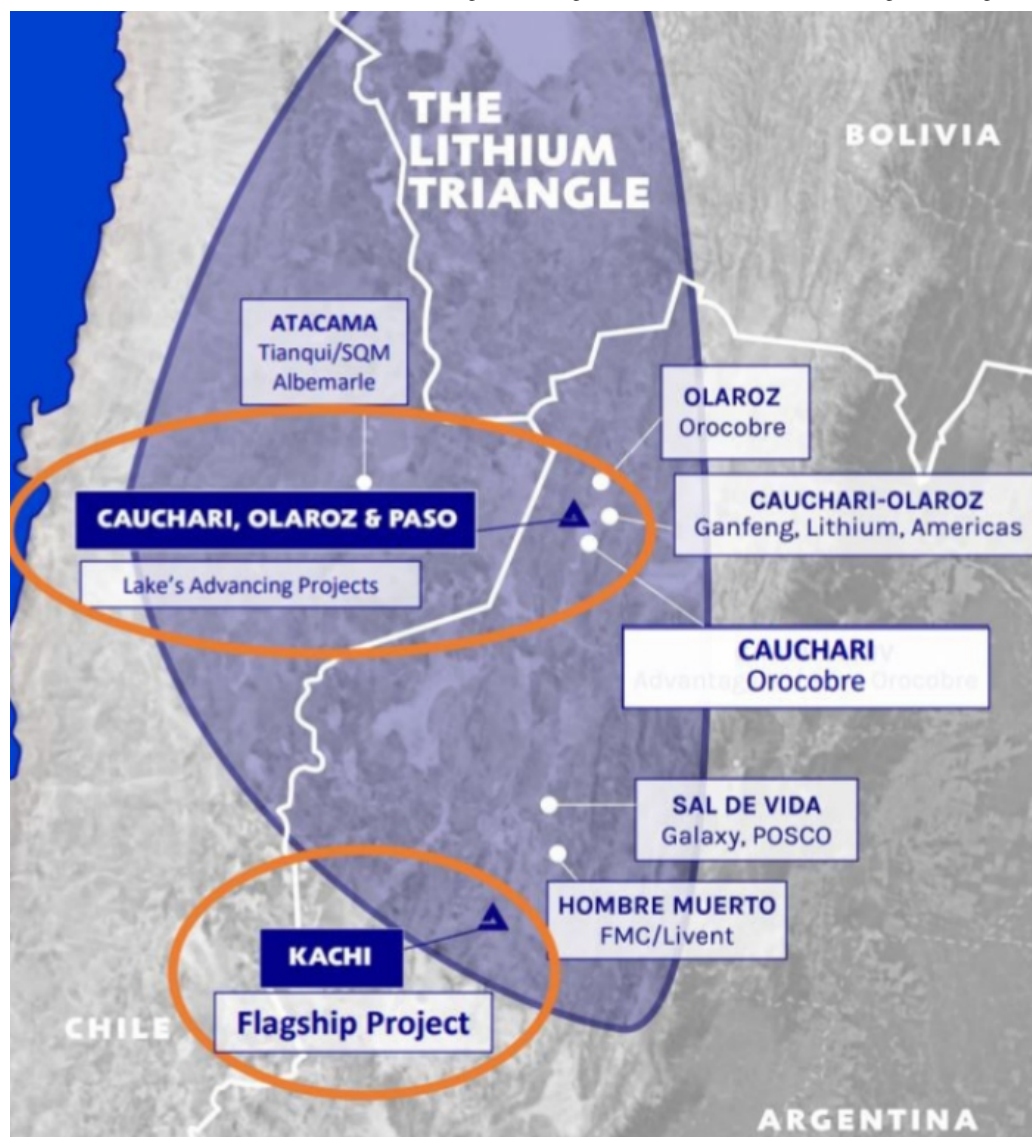 THE
LITHIUM
TRIANGLE
BOLIVIA
ATACAMA
Tianqui/SQM
Albemarle
OLAROZ
Orocobre
CAUCHARI, OLAROZ & PASO
Lake's Advancing Projects
CAUCHARI-OLAROZ
Ganfeng, Lithium, Americas
CAUCHARI
Orocobre
SAL DE VIDA
Galaxy, POSCO
HOMBRE MUERTO
FMC/Livent
KACHI
Flagship Project
CHILE
ARGENTINA